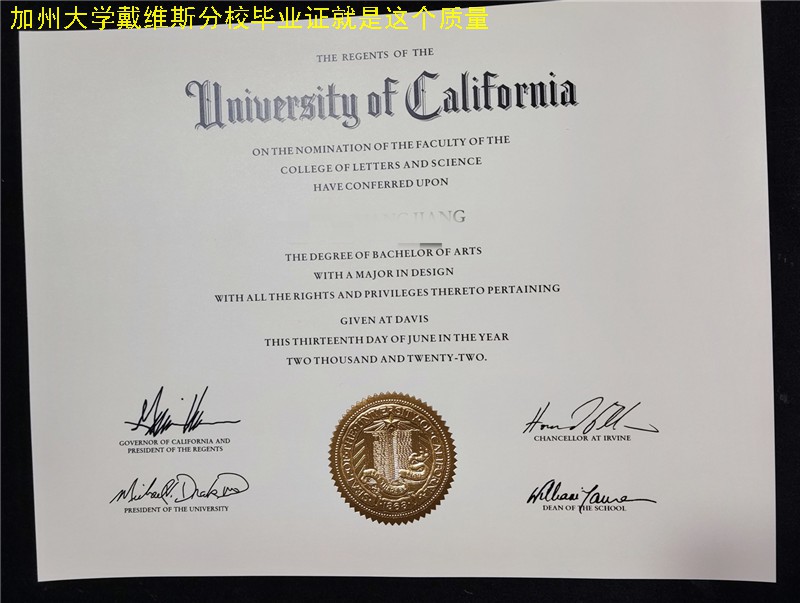 加州大学戴维斯分校毕业证就是这个质量
THE REGENTS OF THE
University of California
ON THE NOMINATION OF THE FACULTY OF THE
COLLEGE OF LETTERS AND SCIENCE
HAVE CONFERRED UPON
JIANG
THE DEGREE OF BACHELOR OF ARTS
WITH A MAJOR IN DESIGN
WITH ALL THE RIGHTS AND PRIVILEGES THERETO PERTAINING
GIVEN AT DAVIS
THIS THIRTEENTH DAY OF JUNE IN THE YEAR
TWO THOUSAND AND TWENTY-TWO.
GOVERNOR OF CALIFORNIA AND
PRESIDENT OF THE REGENTS
CHANCELLOR AT IRVINE
PRESIDENT OF THE UNIVERSITY
DEAN OF THE SCHOOL